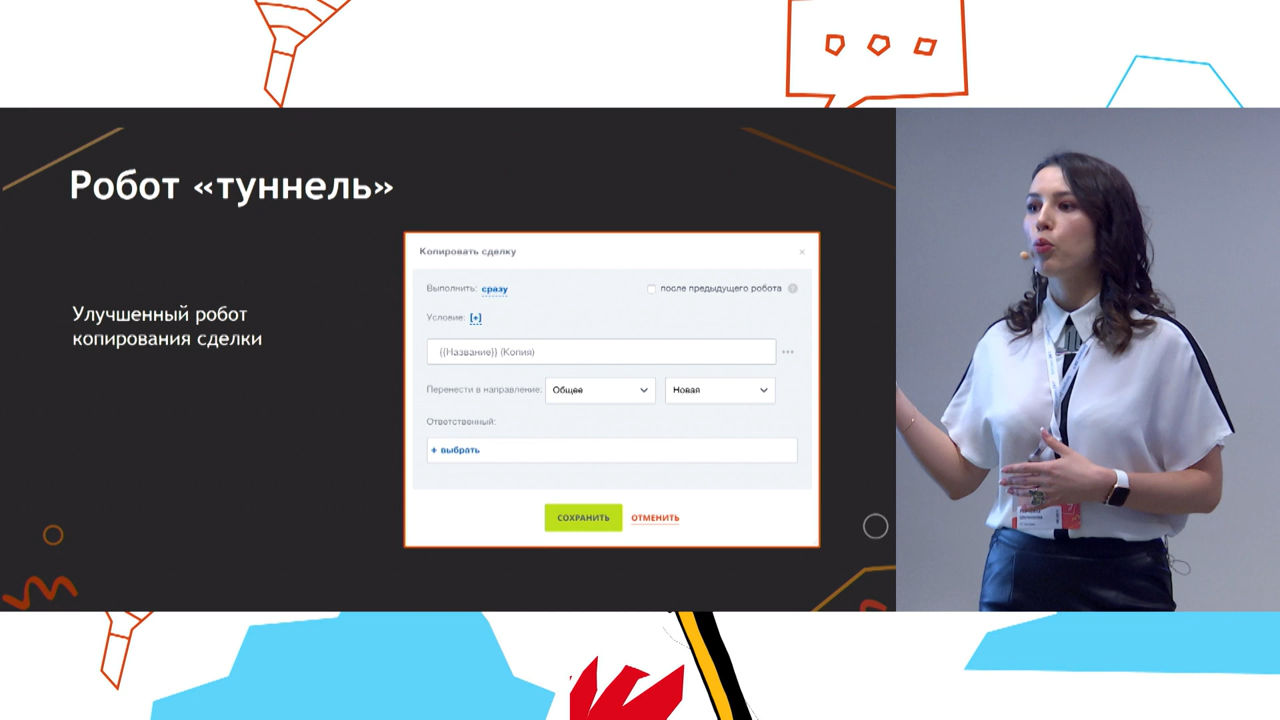 Робот «туннель»
Улучшенный робот
копирования сделки
Копировать сделку
Выполнить: сразу
после предыдущего робота
Условие: [+]
{{Название}} (Копия)
Перенести в направление: Общее Новая
Ответственный:
+ выбрать
СОХРАНИТЬ ОТМЕНИТЬ